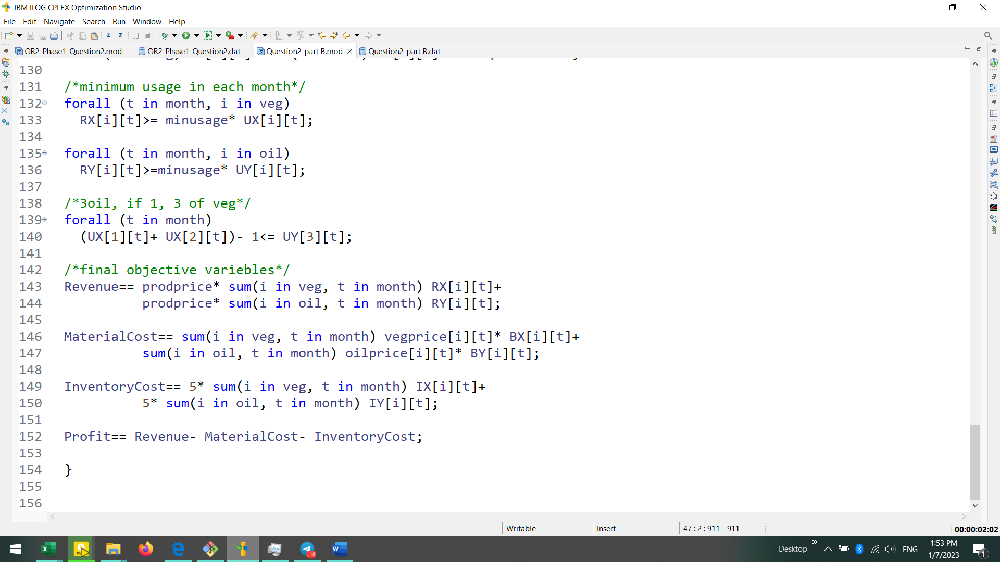 IBM ILOG CPLEX Optimization Studio
File Edit Navigate Search Run Window Help
OR2-Phase1-Question2.mod OR2-Phase1-Question2.dat Question2-part B.mod Question2-part B.dat
130
131 /*minimum usage in each month*/
132 forall (t in month, i in veg)
133 RX[i][t]>= minusage* UX[i][t];
134
135 forall (t in month, i in oil)
136 RY[i][t]>=minusage* UY[i][t];
137
138 /*3oil, if 1, 3 of veg*/
139 forall (t in month)
140 (UX[1][t]+ UX[2][t])- 1<= UY[3][t];
141
142 /*final objective variebles*/
143 Revenue== prodprice* sum(i in veg, t in month) RX[i][t]+
144 prodprice* sum(i in oil, t in month) RY[i][t];
145
146 MaterialCost== sum(i in veg, t in month) vegprice[i][t]* BX[i][t]+
147 sum(i in oil, t in month) oilprice[i][t]* BY[i][t];
148
149 InventoryCost== 5* sum(i in veg, t in month) IX[i][t]+
150 5* sum(i in oil, t in month) IY[i][t];
151
152 Profit== Revenue- MaterialCost- InventoryCost;
153
154 }
155
156
Writable Insert 47 : 2 : 911 - 911 00:00:02:02
Desktop ENG 1:53 PM
1/7/2023